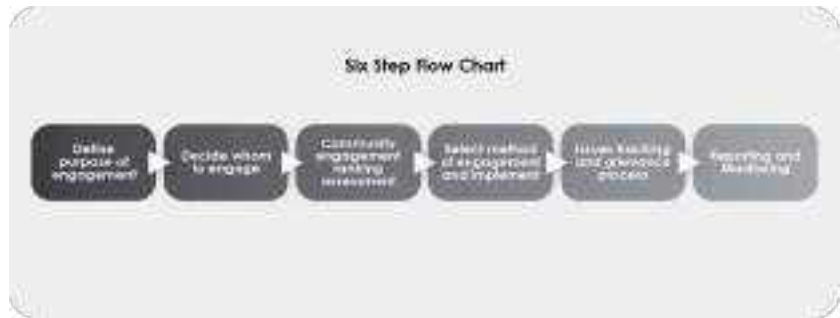 Six Step Flow Chart
Define
purpose of
engagement
Decide whom
to engage
Community
engagement
ranking
assessment
Select method
of engagement
and implement
Issues tracking
and grievance
process
Reporting and
Monitoring